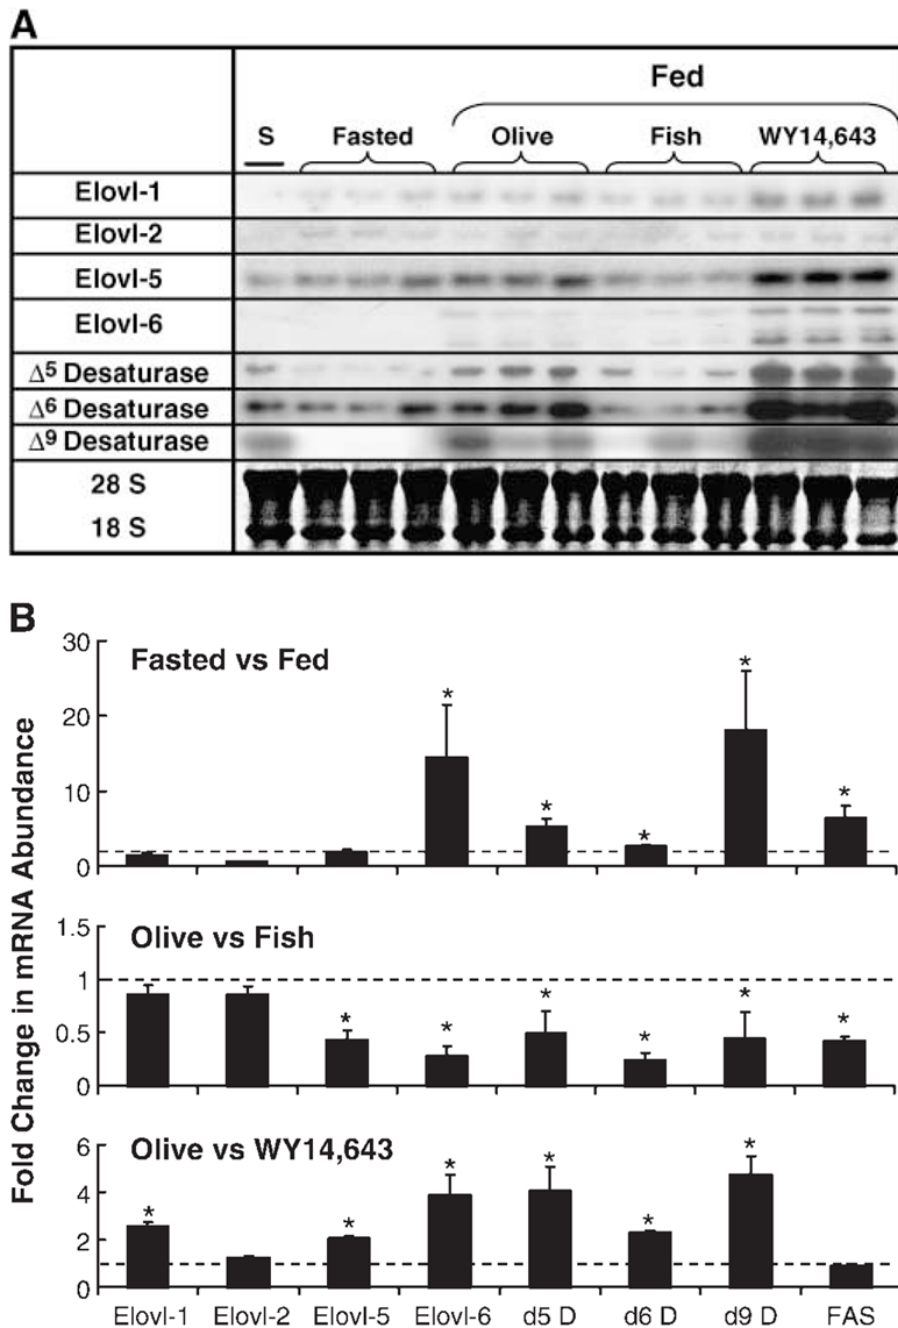 A
Fed
S Fasted Olive Fish WY14,643
Elovl-1
Elovl-2
Elovl-5
Elovl-6
Δ5 Desaturase
Δ6 Desaturase
Δ9 Desaturase
28 S
18 S
B
Fold Change in mRNA Abundance
Fasted vs Fed
30
20
10
0
* * * * *
Olive vs Fish
1.5
1
0.5
0
* * * * * *
Olive vs WY14,643
6
4
2
0
* * * * * *
Elovl-1 Elovl-2 Elovl-5 Elovl-6 d5 D d6 D d9 D FAS